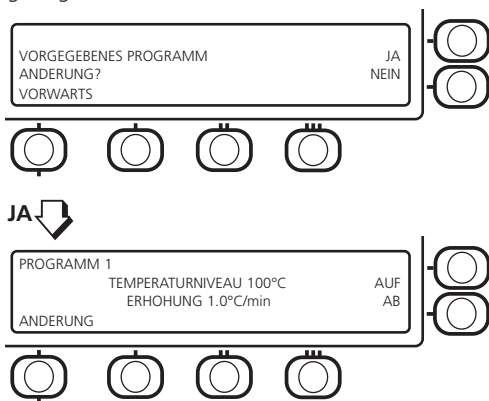 VORGEGEBENES PROGRAMM JA
ANDERUNG? NEIN
VORWARTS
JA
PROGRAMM 1
TEMPERATURNIVEAU 100°C AUF
ERHOHUNG 1.0°C/min AB
ANDERUNG